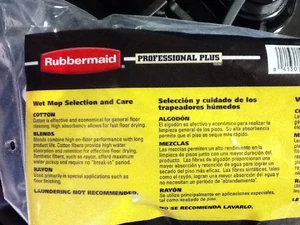 Rubbermaid
PROFESSIONAL PLUS
Wet Mop Selection and Care
COTTON
Cotton is effective and economical for general
cleaning. High absorbency allows for fast floor drying.
BLENDS
Blends combine high on-floor performance with long
product life. Cotton fibers provide high water
absorption and retention for effective floor drying.
Synthetic fibers, such as rayon, afford maximum
water pickup and require no "break in" period.
RAYON
Used primarily in special applications such as
floor finishing.
LAUNDERING NOT RECOMMENDED.
Selección y cuidado de los
trapeadores húmedos
ALGODÓN
El algodón es efectivo y económico para realizar la
limpieza general de los pisos. Su alta absorbencia
permite que el piso se seque en menos tiempo.
MEZCLAS
Las mezclas permiten un mayor rendimiento en la
limpieza de pisos junto con una mayor duración del
producto. Las fibras de algodón proporcionan una
mayor absorción y retención de agua para lograr un
secado del piso más eficaz. Las fibras sintéticas, tales
como el rayón, logran una mayor absorción del agua y
no necesitan un período de "ablandamiento".
RAYÓN
Se utiliza principalmente en aplicaciones especiales,
tal como acabado de piso.
NO SE RECOMIENDA LAVARLO.